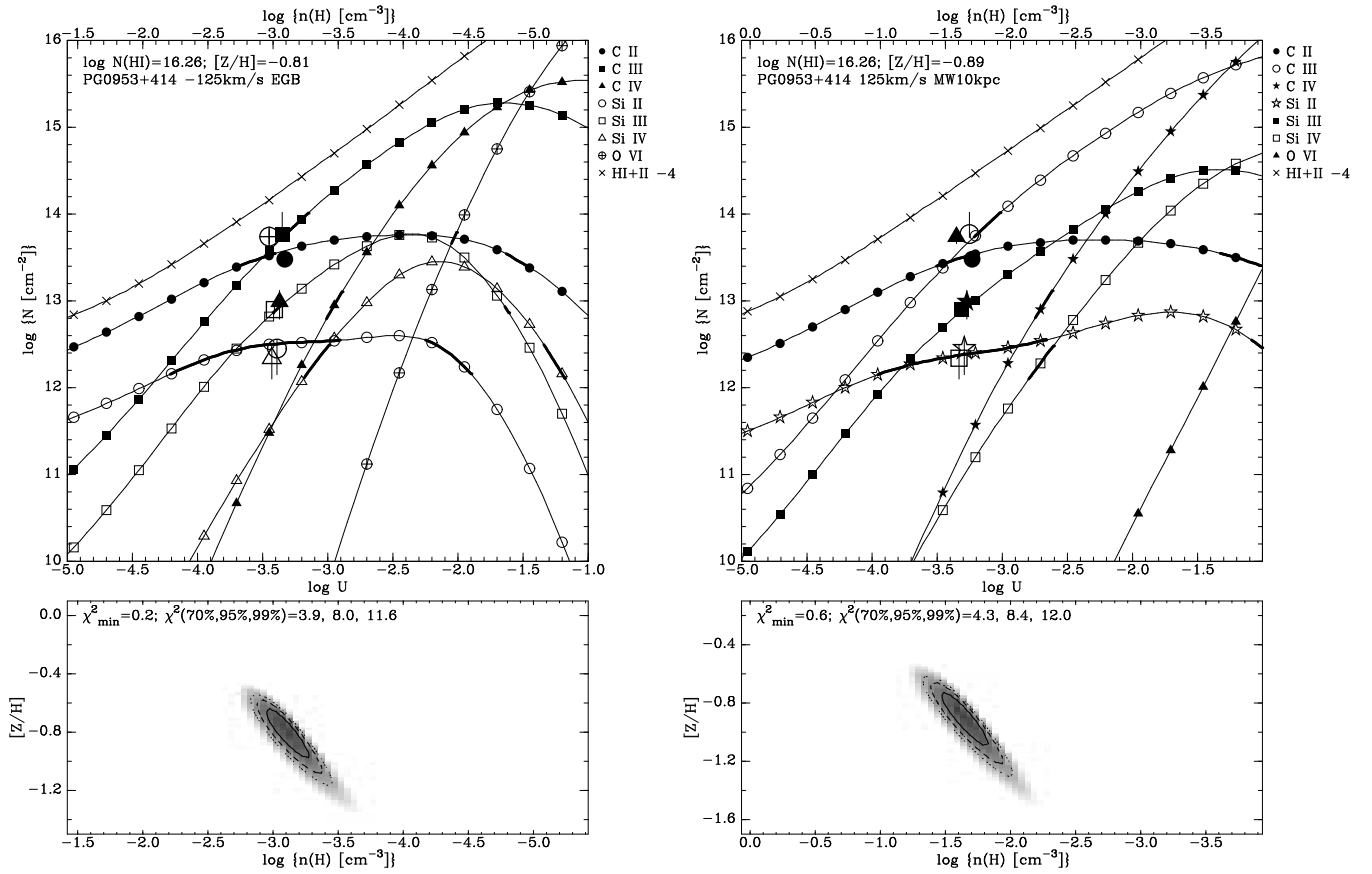 log {n(H) [cm⁻³]}
−1.5 −2.0 −2.5 −3.0 −3.5 −4.0 −4.5 −5.0
16
15
14
13
12
11
10
log {N [cm⁻²]}
log N(HI)=16.26; [Z/H]=−0.81
PG0953+414 −125km/s EGB
C II
C III
C IV
Si II
Si III
Si IV
O VI
HI+II −4
−5.0 −4.5 −4.0 −3.5 −3.0 −2.5 −2.0 −1.5 −1.0
log U
log {n(H) [cm⁻³]}
0.0 −0.5 −1.0 −1.5 −2.0 −2.5 −3.0 −3.5
16
15
14
13
12
11
10
log {N [cm⁻²]}
log N(HI)=16.26; [Z/H]=−0.89
PG0953+414 125km/s MW10kpc
C II
C III
C IV
Si II
Si III
Si IV
O VI
HI+II −4
−5.0 −4.5 −4.0 −3.5 −3.0 −2.5 −2.0 −1.5
log U
χ²min=0.2; χ²(70%,95%,99%)=3.9, 8.0, 11.6
0.0
−0.4
−0.8
−1.2
[Z/H]
−1.5 −2.0 −2.5 −3.0 −3.5 −4.0 −4.5 −5.0
log {n(H) [cm⁻³]}
χ²min=0.6; χ²(70%,95%,99%)=4.3, 8.4, 12.0
−0.4
−0.8
−1.2
−1.6
[Z/H]
0.0 −0.5 −1.0 −1.5 −2.0 −2.5 −3.0 −3.5
log {n(H) [cm⁻³]}